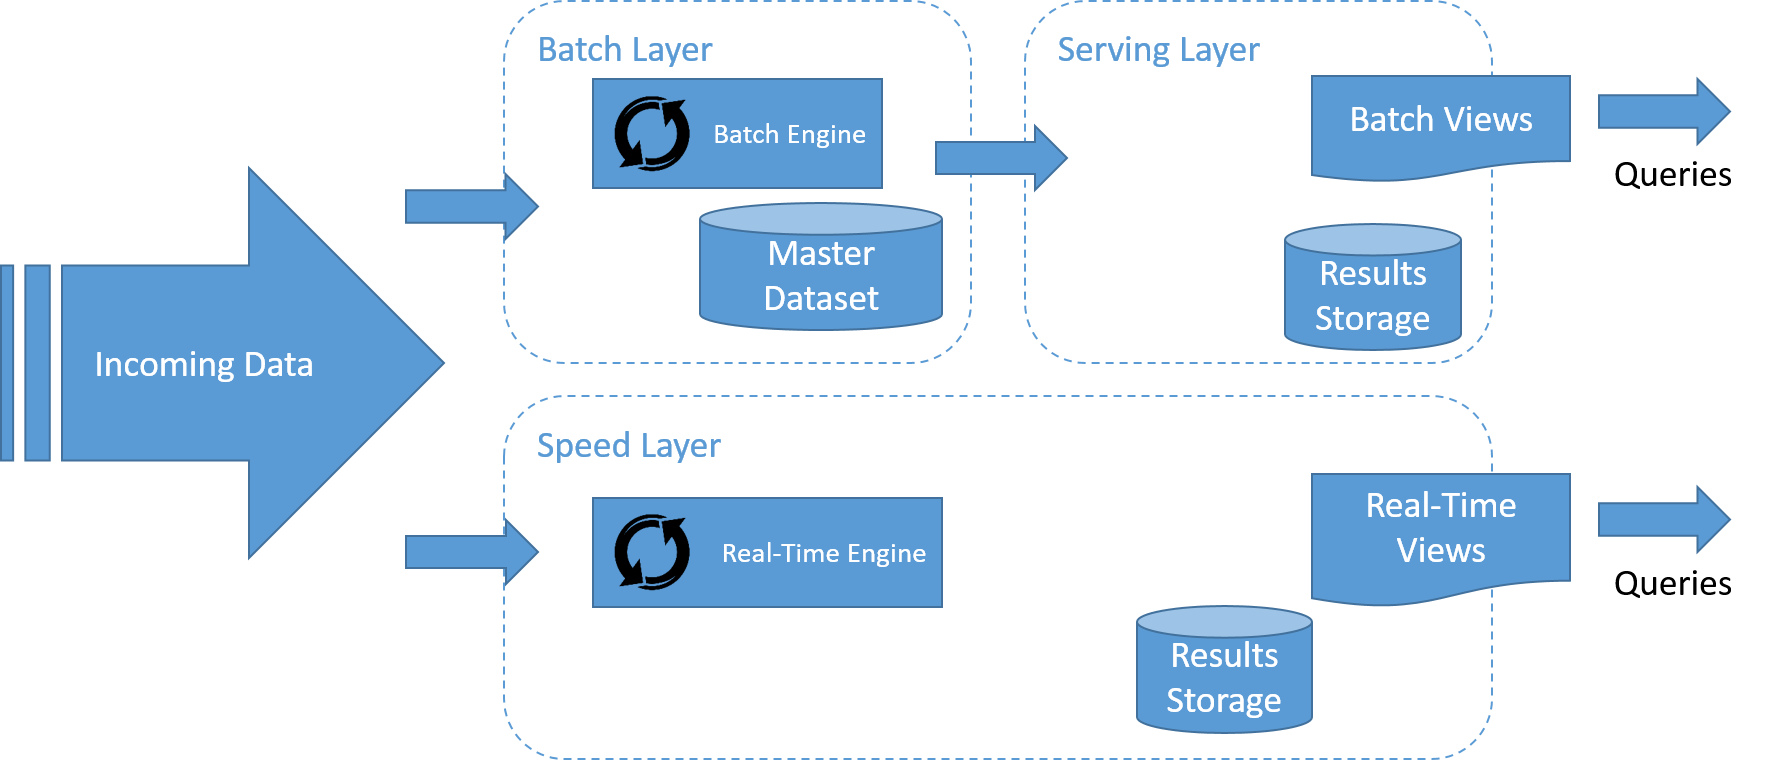 Batch Layer
Batch Engine
Master
Dataset
Serving Layer
Batch Views
Results
Storage
Queries
Incoming Data
Speed Layer
Real-Time Engine
Real-Time
Views
Results
Storage
Queries